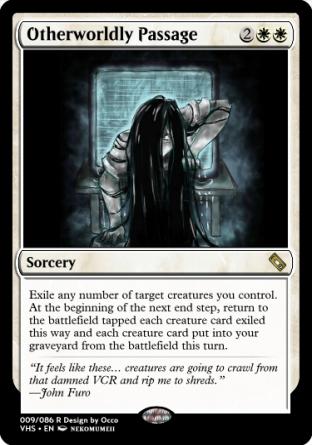 Otherworldly Passage 2
Sorcery
Exile any number of target creatures you control.
At the beginning of the next end step, return to
the battlefield tapped each creature card exiled
this way and each creature card put into your
graveyard from the battlefield this turn.
“It feels like these… creatures are going to crawl from
that damned VCR and rip me to shreds.”
—John Furo
009/086 R Design by Occo
VHS • EN NEKOMUMEII